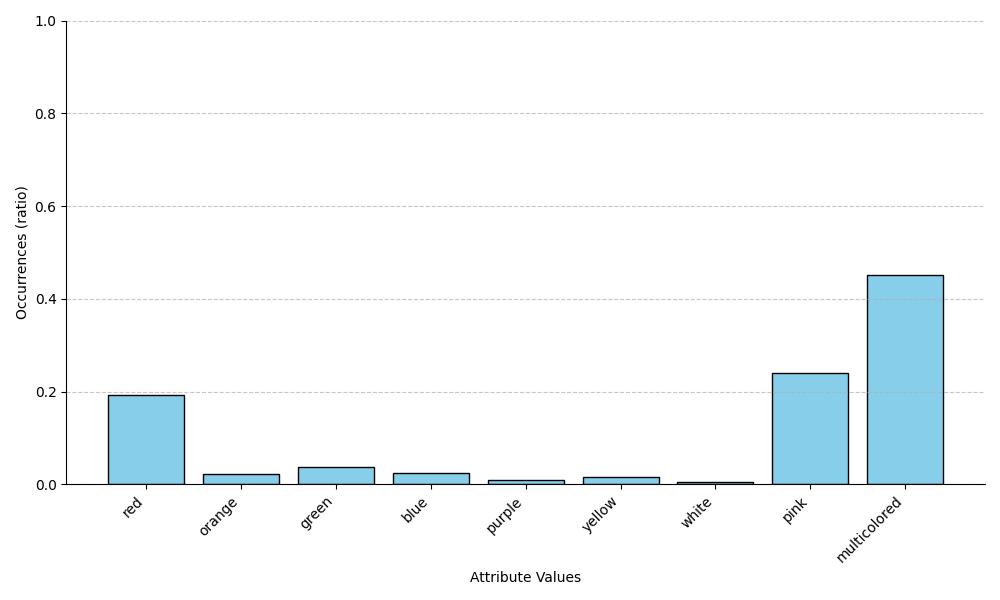 1.0
0.8
0.6
0.4
0.2
0.0
Occurrences (ratio)
red
orange
green
blue
purple
yellow
white
pink
multicolored
Attribute Values